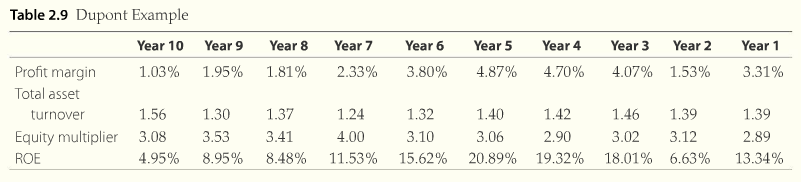 Table 2.9 Dupont Example
Year 10 Year 9 Year 8 Year 7 Year 6 Year 5 Year 4 Year 3 Year 2 Year 1
Profit margin 1.03% 1.95% 1.81% 2.33% 3.80% 4.87% 4.70% 4.07% 1.53% 3.31%
Total asset
turnover 1.56 1.30 1.37 1.24 1.32 1.40 1.42 1.46 1.39 1.39
Equity multiplier 3.08 3.53 3.41 4.00 3.10 3.06 2.90 3.02 3.12 2.89
ROE 4.95% 8.95% 8.48% 11.53% 15.62% 20.89% 19.32% 18.01% 6.63% 13.34%